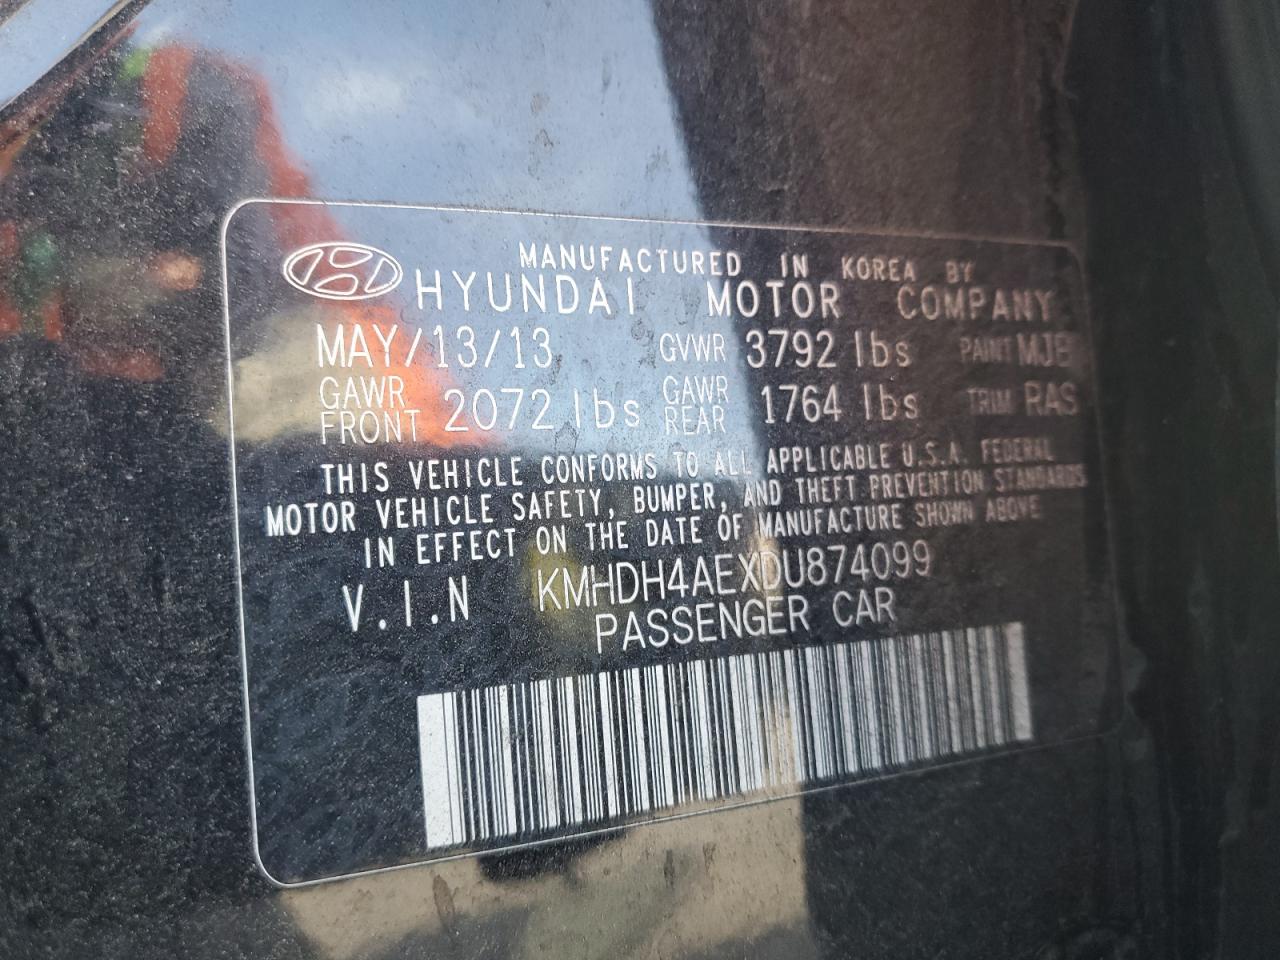 MANUFACTURED IN KOREA BY
HYUNDAI MOTOR COMPANY
MAY/13/13 GVWR 3792 lbs PAINT MJB
GAWR FRONT 2072 lbs GAWR REAR 1764 lbs TRIM RAS
THIS VEHICLE CONFORMS TO ALL APPLICABLE U.S.A. FEDERAL
MOTOR VEHICLE SAFETY, BUMPER, AND THEFT PREVENTION STANDARDS
IN EFFECT ON THE DATE OF MANUFACTURE SHOWN ABOVE
V.I.N KMHDH4AEXDU874099
PASSENGER CAR